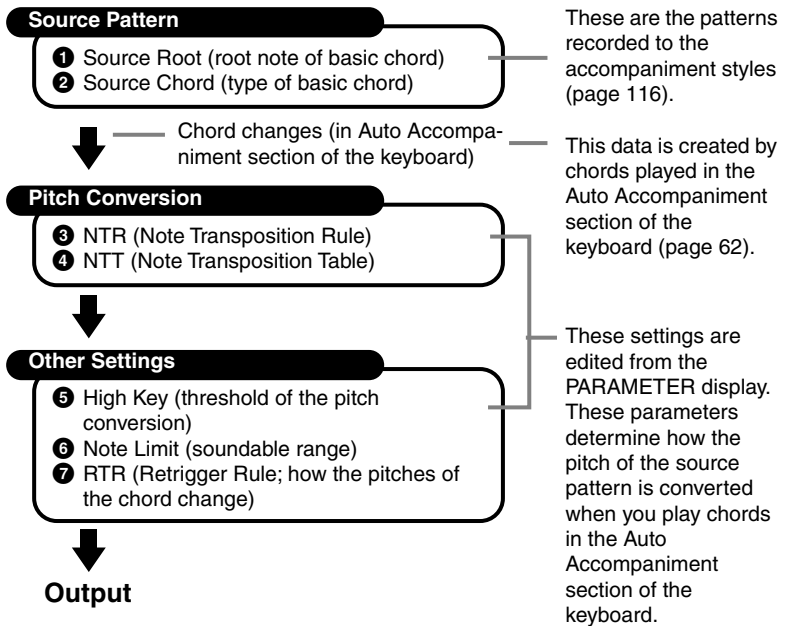 Source Pattern
❶ Source Root (root note of basic chord)
❷ Source Chord (type of basic chord)
These are the patterns
recorded to the
accompaniment styles
(page 116).
Chord changes (in Auto Accompa-
niment section of the keyboard)
This data is created by
chords played in the
Auto Accompaniment
section of the
keyboard (page 62).
Pitch Conversion
❸ NTR (Note Transposition Rule)
❹ NTT (Note Transposition Table)
Other Settings
❺ High Key (threshold of the pitch
conversion)
❻ Note Limit (soundable range)
❼ RTR (Retrigger Rule; how the pitches of
the chord change)
These settings are
edited from the
PARAMETER display.
These parameters
determine how the
pitch of the source
pattern is converted
when you play chords
in the Auto
Accompaniment
section of the
keyboard.
Output